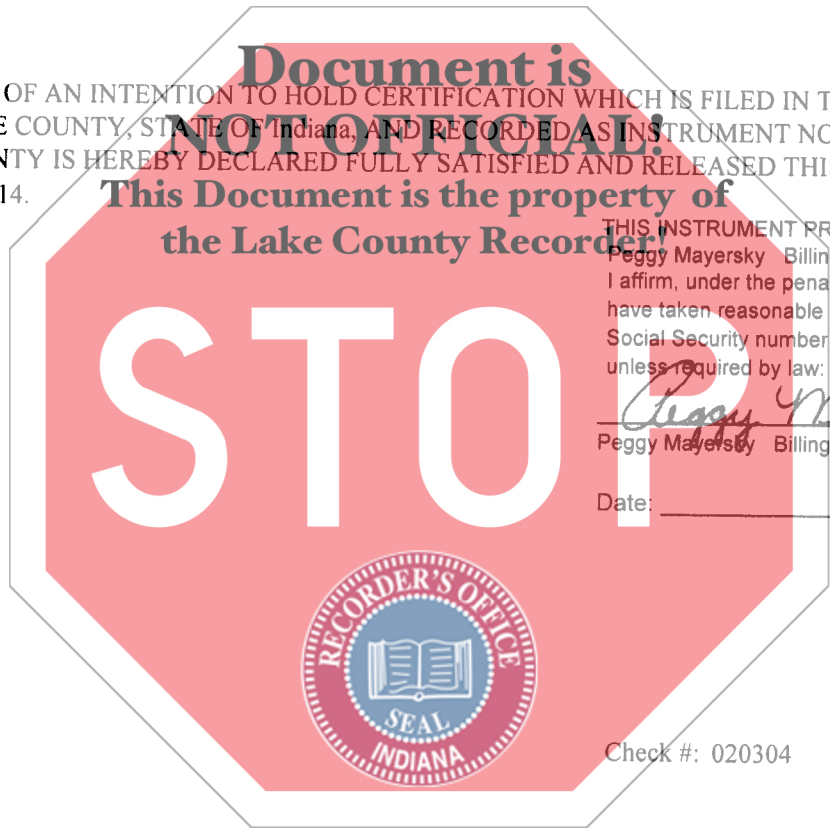 Document is
OF AN INTENTION TO HOLD CERTIFICATION WHICH IS FILED IN T
E COUNTY, STATE OF Indiana, AND RECORDED AS INSTRUMENT NO
NOT OFFICIAL!
NTY IS HEREBY DECLARED FULLY SATISFIED AND RELEASED THI
14.
This Document is the property of
the Lake County Recorder!
THIS INSTRUMENT PR
Peggy Mayersky Billin
I affirm, under the pena
have taken reasonable
Social Security number
unless required by law:
STOP
Peggy M
Peggy Mayersky Billing
Date:
RECORDER'S OFFICE
SEAL
INDIANA
Check #: 020304